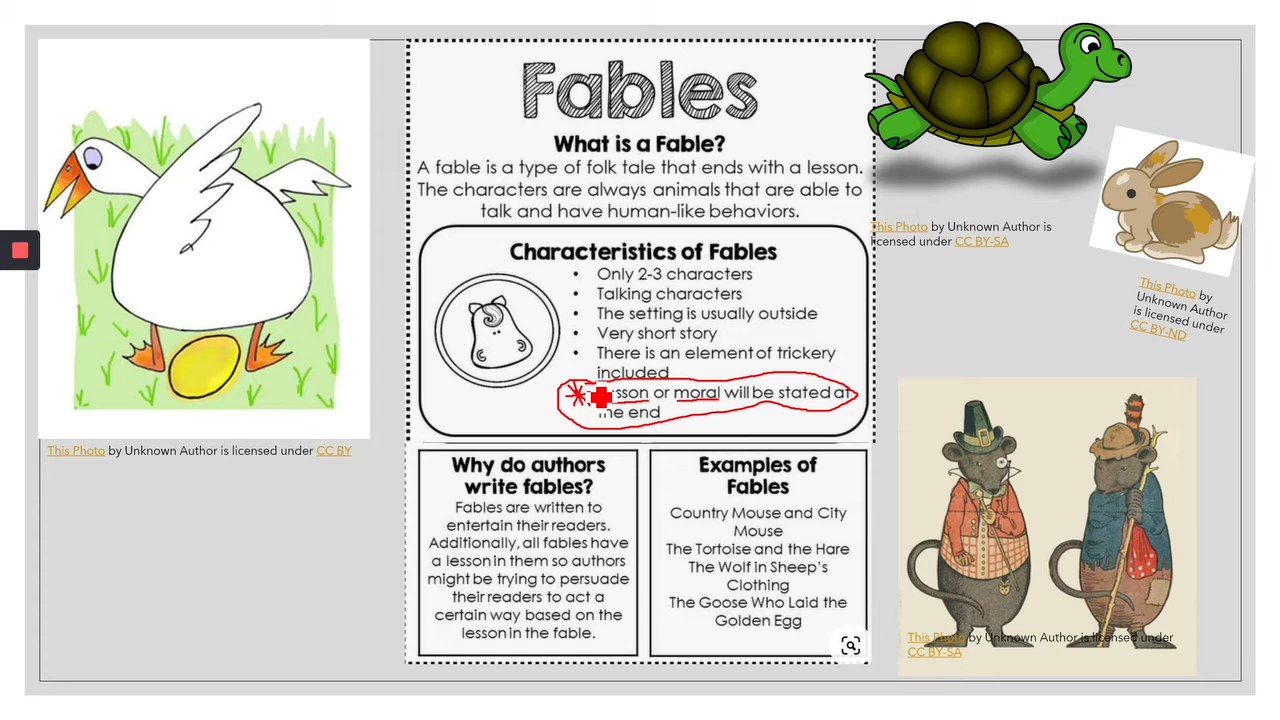 Fables
What is a Fable?
A fable is a type of folk tale that ends with a lesson.
The characters are always animals that are able to
talk and have human-like behaviors.
Characteristics of Fables
• Only 2-3 characters
• Talking characters
• The setting is usually outside
• Very short story
• There is an element of trickery
included
or moral will be stated at
the end
Why do authors
write fables?
Fables are written to
entertain their readers.
Additionally, all fables have
a lesson in them so authors
might be trying to persuade
their readers to act a
certain way based on the
lesson in the fable.
Examples of
Fables
Country Mouse and City
Mouse
The Tortoise and the Hare
The Wolf in Sheep's
Clothing
The Goose Who Laid the
Golden Egg
This Photo by Unknown Author is licensed under CC BY
This Photo by Unknown Author is
licensed under CC BY-SA
This Photo by
Unknown Author
is licensed under
CC BY-ND
This Photo by Unknown Author is licensed under
CC BY-SA